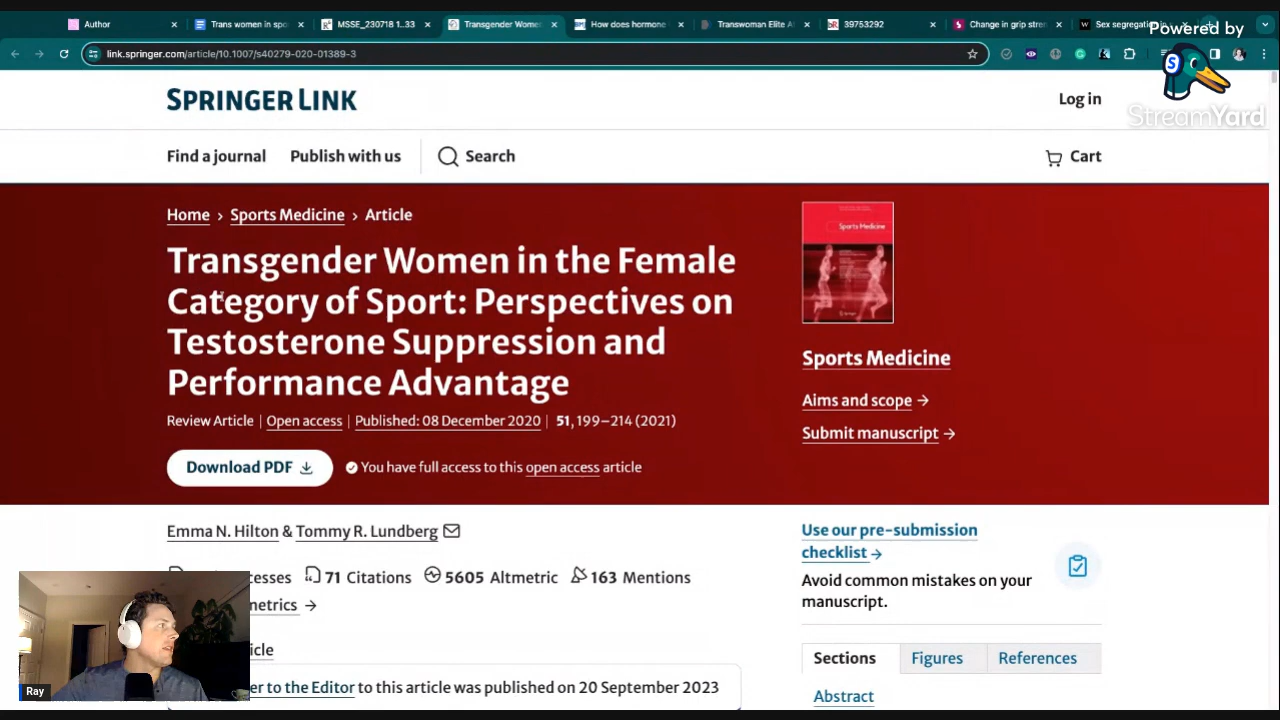 Author
Trans women in spo
MSSE_230718 1..33
Transgender Wome
How does hormone
Transwoman Elite A
39753292
Change in grip stre
Sex segregation
Powered by
link.springer.com/article/10.1007/s40279-020-01389-3
StreamYard
SPRINGER LINK
Log in
Find a journal
Publish with us
Search
Cart
Home › Sports Medicine › Article
Transgender Women in the Female
Category of Sport: Perspectives on
Testosterone Suppression and
Performance Advantage
Review Article | Open access | Published: 08 December 2020 | 51, 199–214 (2021)
Download PDF
You have full access to this open access article
Sports Medicine
Sports Medicine
Aims and scope →
Submit manuscript →
Emma N. Hilton & Tommy R. Lundberg
cesses 71 Citations 5605 Altmetric 163 Mentions
metrics →
icle
er to the Editor to this article was published on 20 September 2023
Use our pre-submission
checklist →
Avoid common mistakes on your
manuscript.
Sections
Figures
References
Abstract
Ray